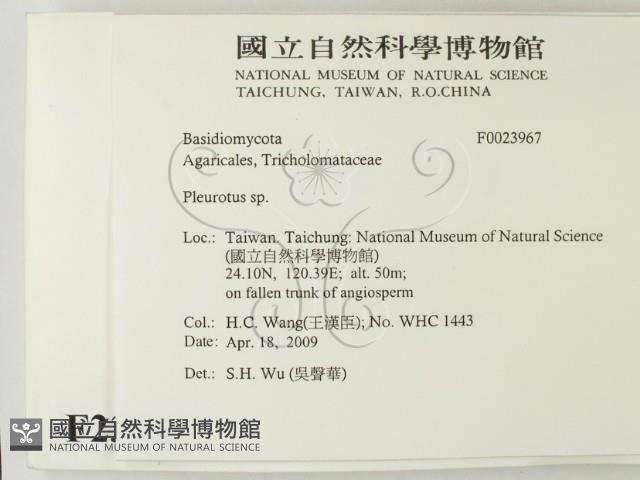 國立自然科學博物館
NATIONAL MUSEUM OF NATURAL SCIENCE
TAICHUNG, TAIWAN, R.O.CHINA
Basidiomycota F0023967
Agaricales, Tricholomataceae
Pleurotus sp.
Loc.: Taiwan. Taichung: National Museum of Natural Science
(國立自然科學博物館)
24.10N, 120.39E; alt. 50m;
on fallen trunk of angiosperm
Col.: H.C. Wang(王漢臣); No. WHC 1443
Date: Apr. 18, 2009
Det.: S.H. Wu (吳聲華)
國立自然科學博物館
NATIONAL MUSEUM OF NATURAL SCIENCE